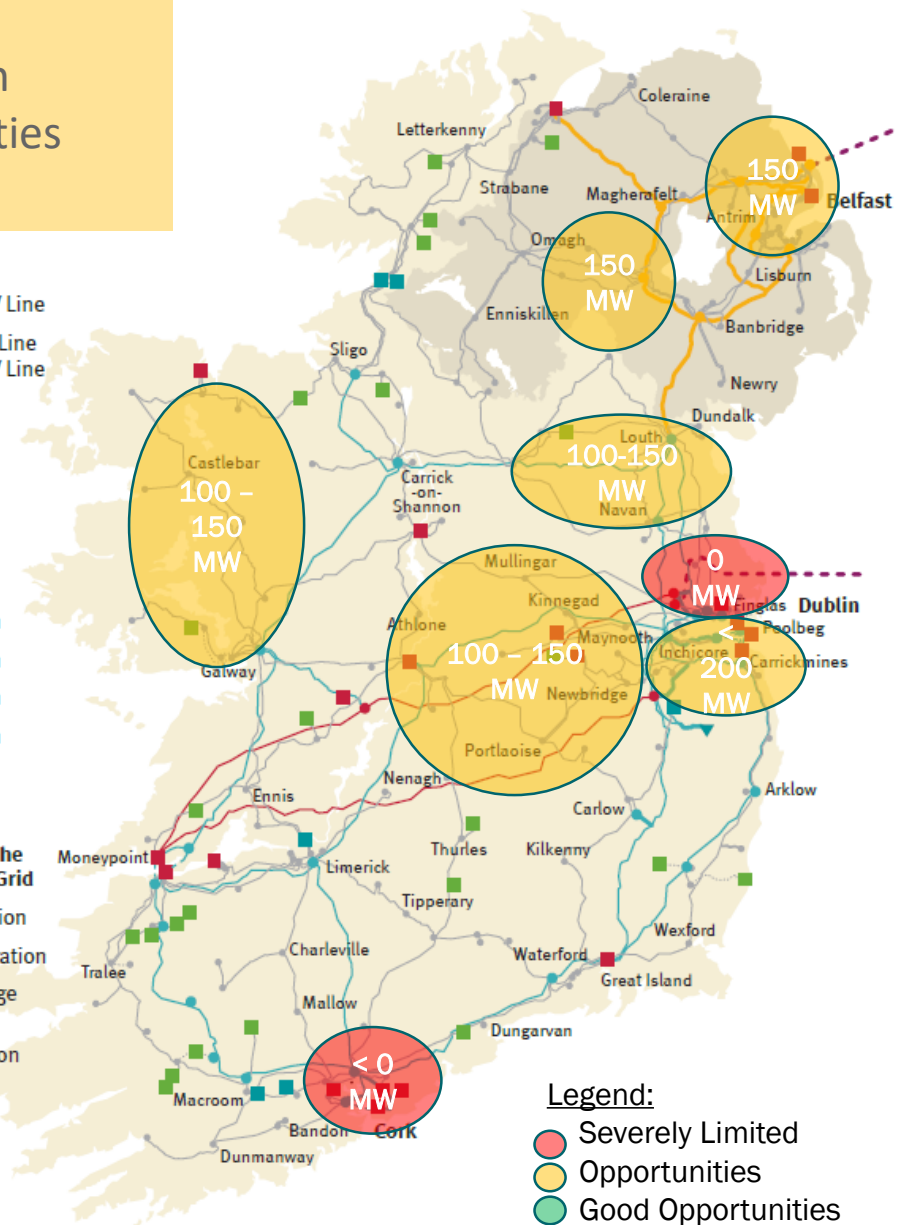 ties
Coleraine
Letterkenny
150
MW
Strabane
Magherafelt
Antrim
Belfast
Omagh
150
MW
Lisburn
Line
Enniskillen
Banbridge
Line
Line
Sligo
Newry
Dundalk
Louth
100-150
MW
Castlebar
100 –
150
MW
Carrick
-on-
Shannon
Navan
Mullingar
0
MW
Kinnegad
Finglas
Dublin
Athlone
Maynooth
Poolbeg
<
200
MW
Inchicore
Carrickmines
100 – 150
MW
Galway
Newbridge
Portlaoise
Nenagh
Ennis
Arklow
Carlow
he
Grid
Moneypoint
Limerick
Thurles
Kilkenny
Tipperary
ion
Wexford
ration
Charleville
Waterford
Tralee
Great Island
ge
Mallow
Dungarvan
on
< 0
MW
Macroom
Bandon
Cork
Dunmanway
Legend:
Severely Limited
Opportunities
Good Opportunities